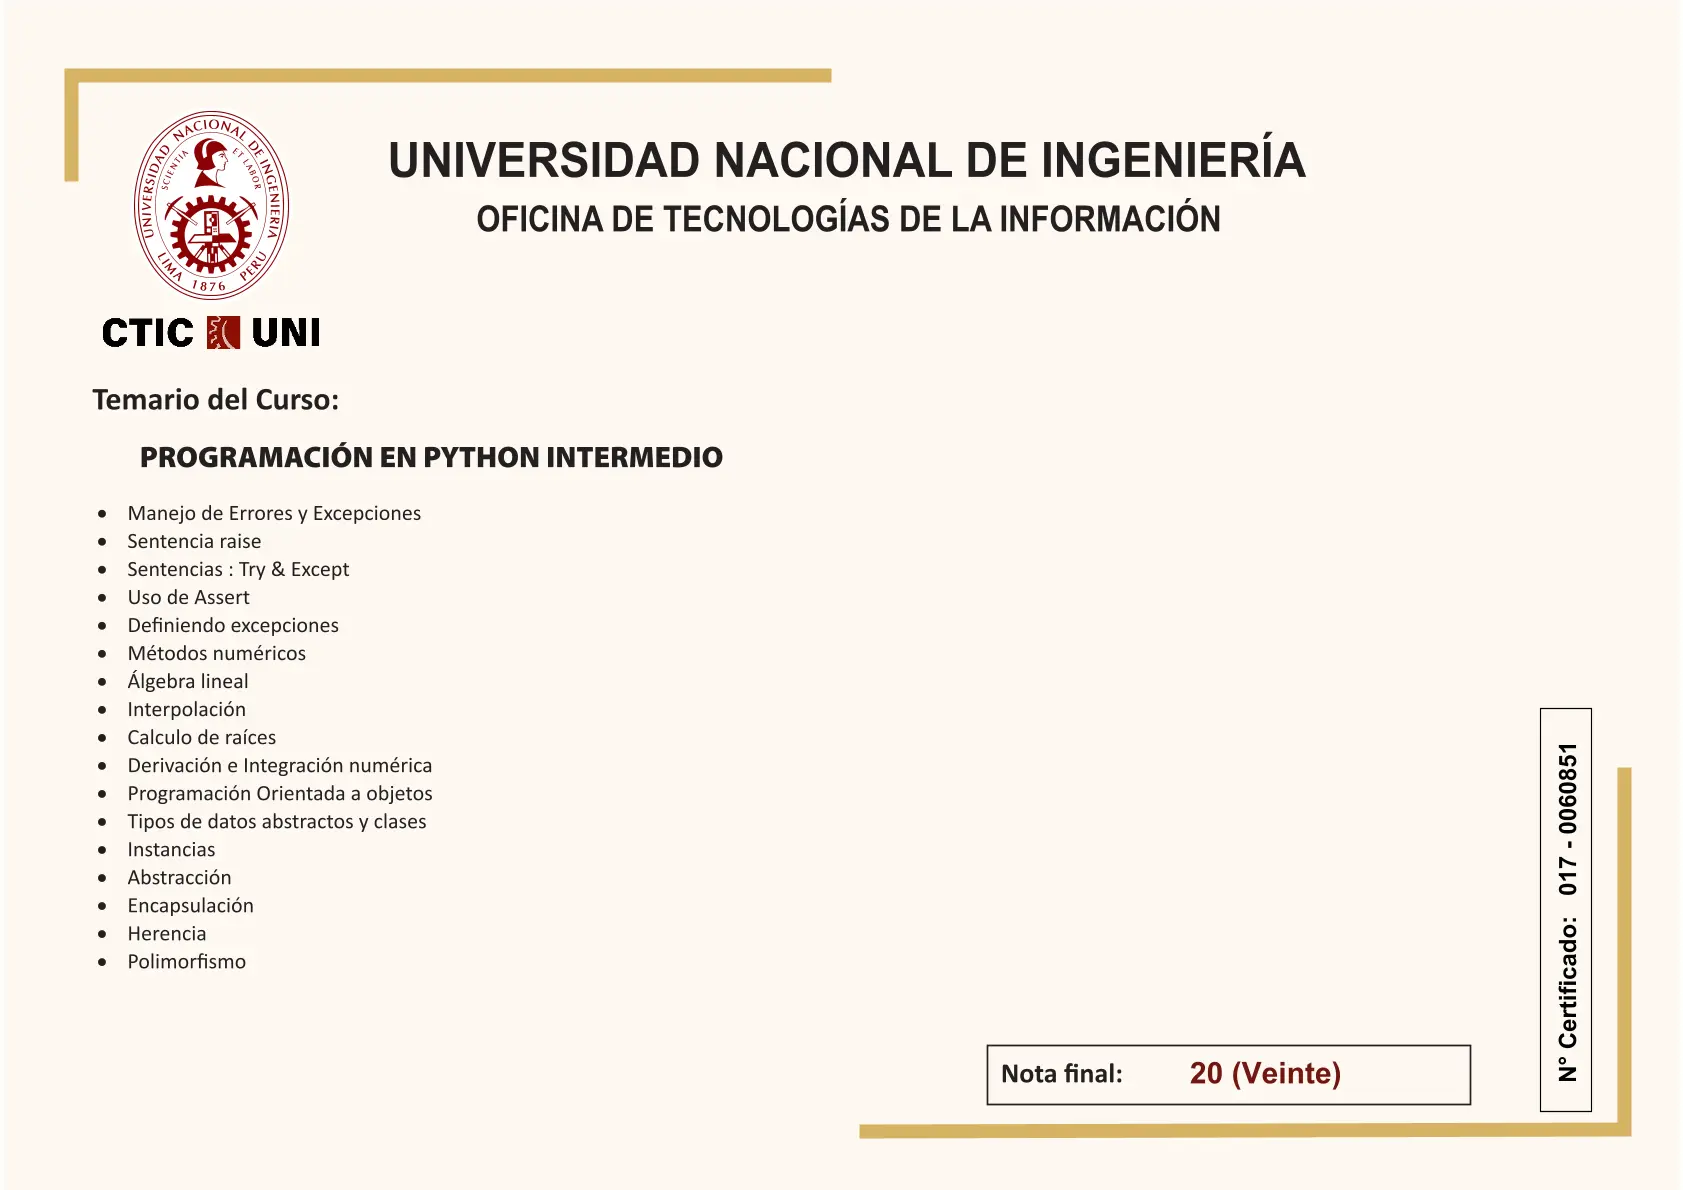 UNIVERSIDAD NACIONAL DE INGENIERÍA
SCIENTIA ET LABOR
LIMA 1876 PERU
CTIC UNI
UNIVERSIDAD NACIONAL DE INGENIERÍA
OFICINA DE TECNOLOGÍAS DE LA INFORMACIÓN
Temario del Curso:
PROGRAMACIÓN EN PYTHON INTERMEDIO
• Manejo de Errores y Excepciones
• Sentencia raise
• Sentencias : Try & Except
• Uso de Assert
• Definiendo excepciones
• Métodos numéricos
• Álgebra lineal
• Interpolación
• Calculo de raíces
• Derivación e Integración numérica
• Programación Orientada a objetos
• Tipos de datos abstractos y clases
• Instancias
• Abstracción
• Encapsulación
• Herencia
• Polimorfismo
Nota final: 20 (Veinte)
N° Certificado: 017 - 0060851